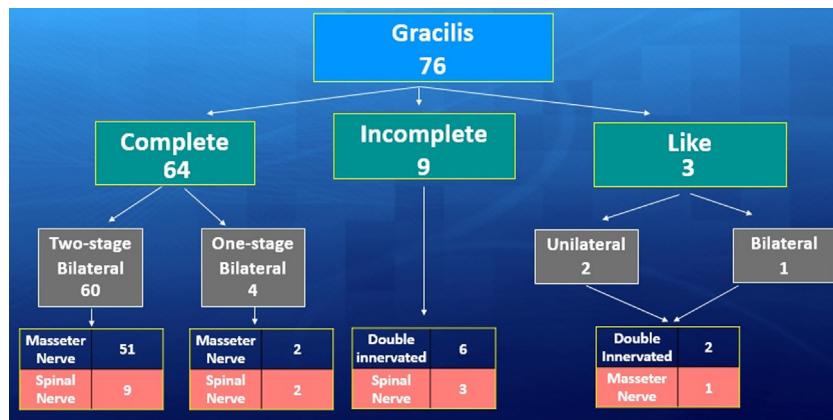 Gracilis
76
Complete
64
Incomplete
9
Like
3
Two-stage
Bilateral
60
One-stage
Bilateral
4
Unilateral
2
Bilateral
1
Masseter
Nerve
51
Spinal
Nerve
9
Masseter
Nerve
2
Spinal
Nerve
2
Double
innervated
6
Spinal
Nerve
3
Double
Innervated
2
Masseter
Nerve
1